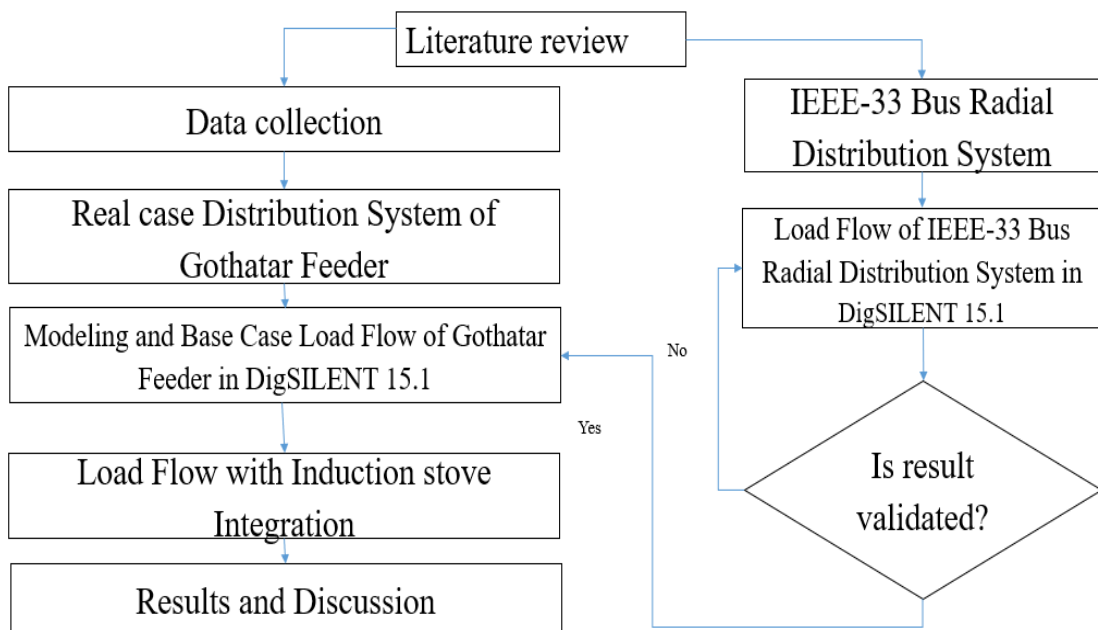 Literature review
Data collection
Real case Distribution System of
Gothatar Feeder
Modeling and Base Case Load Flow of Gothatar
Feeder in DigSILENT 15.1
Load Flow with Induction stove
Integration
Results and Discussion
IEEE-33 Bus Radial
Distribution System
Load Flow of IEEE-33 Bus
Radial Distribution System in
DigSILENT 15.1
Is result
validated?
No
Yes